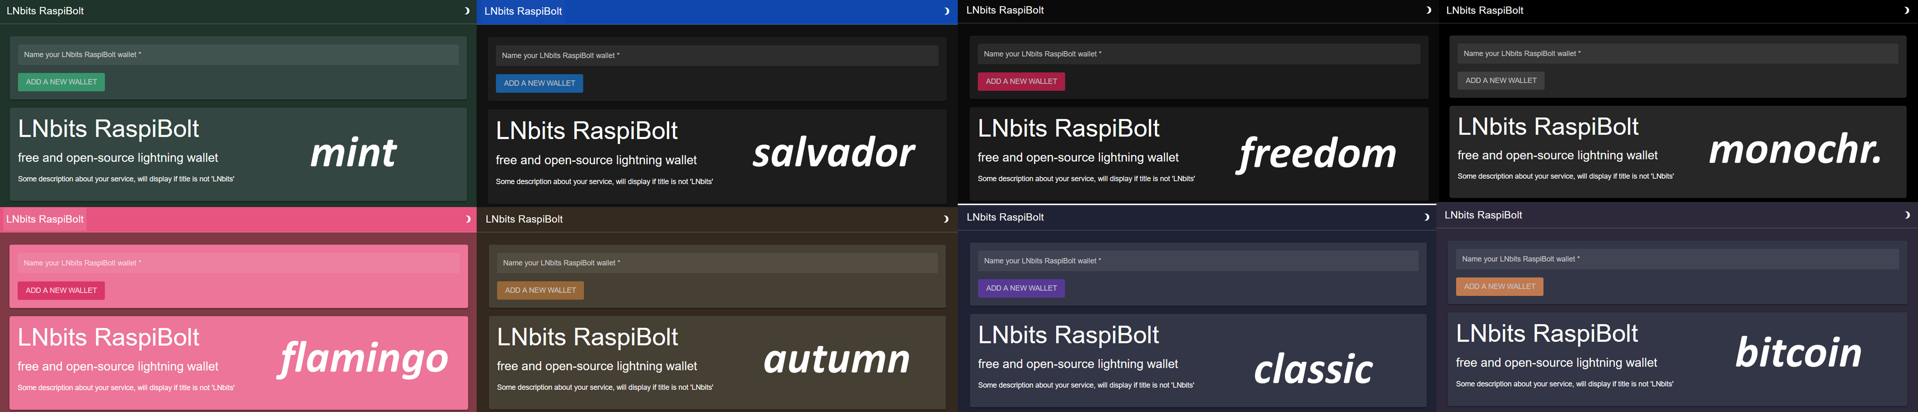 LNbits RaspiBolt
Name your LNbits RaspiBolt wallet *
ADD A NEW WALLET
LNbits RaspiBolt
free and open-source lightning wallet
Some description about your service, will display if title is not 'LNbits'
mint
LNbits RaspiBolt
Name your LNbits RaspiBolt wallet *
ADD A NEW WALLET
LNbits RaspiBolt
free and open-source lightning wallet
Some description about your service, will display if title is not 'LNbits'
salvador
LNbits RaspiBolt
Name your LNbits RaspiBolt wallet *
ADD A NEW WALLET
LNbits RaspiBolt
free and open-source lightning wallet
Some description about your service, will display if title is not 'LNbits'
freedom
LNbits RaspiBolt
Name your LNbits RaspiBolt wallet *
ADD A NEW WALLET
LNbits RaspiBolt
free and open-source lightning wallet
Some description about your service, will display if title is not 'LNbits'
monochr.
LNbits RaspiBolt
Name your LNbits RaspiBolt wallet *
ADD A NEW WALLET
LNbits RaspiBolt
free and open-source lightning wallet
Some description about your service, will display if title is not 'LNbits'
flamingo
LNbits RaspiBolt
Name your LNbits RaspiBolt wallet *
ADD A NEW WALLET
LNbits RaspiBolt
free and open-source lightning wallet
Some description about your service, will display if title is not 'LNbits'
autumn
LNbits RaspiBolt
Name your LNbits RaspiBolt wallet *
ADD A NEW WALLET
LNbits RaspiBolt
free and open-source lightning wallet
Some description about your service, will display if title is not 'LNbits'
classic
LNbits RaspiBolt
Name your LNbits RaspiBolt wallet *
ADD A NEW WALLET
LNbits RaspiBolt
free and open-source lightning wallet
Some description about your service, will display if title is not 'LNbits'
bitcoin